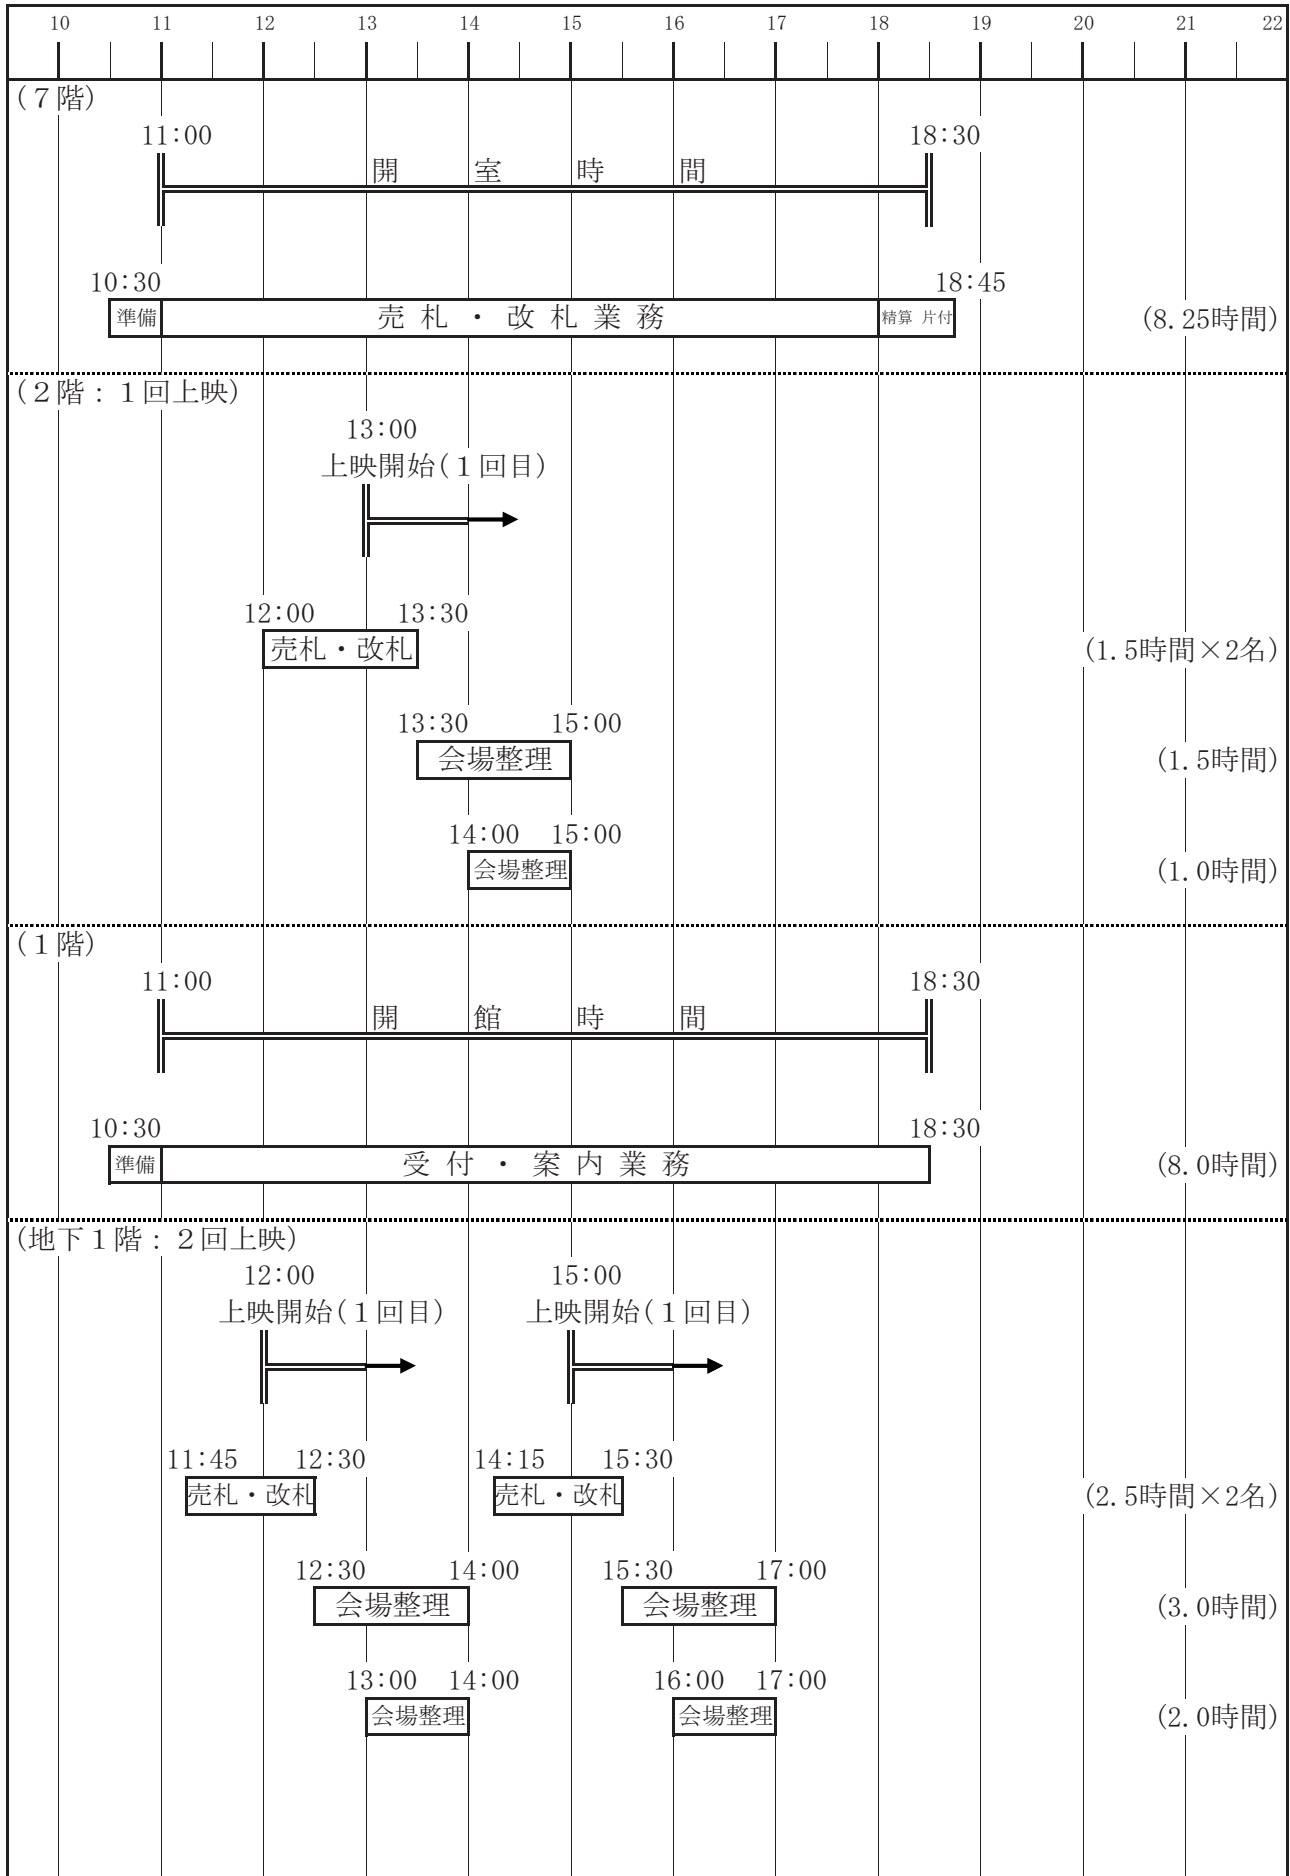 10 11 12 13 14 15 16 17 18 19 20 21 22
(７階)
11:00 18:30
開室時間
10:30 18:45
準備 売札・改札業務 精算 片付 (8.25時間)
(２階：１回上映)
13:00
上映開始(１回目)
12:00 13:30
売札・改札 (1.5時間×2名)
13:30 15:00
会場整理 (1.5時間)
14:00 15:00
会場整理 (1.0時間)
(１階)
11:00 18:30
開館時間
10:30 18:30
準備 受付・案内業務 (8.0時間)
(地下１階：２回上映)
12:00 15:00
上映開始(１回目) 上映開始(１回目)
11:45 12:30 14:15 15:30
売札・改札 売札・改札 (2.5時間×2名)
12:30 14:00 15:30 17:00
会場整理 会場整理 (3.0時間)
13:00 14:00 16:00 17:00
会場整理 会場整理 (2.0時間)